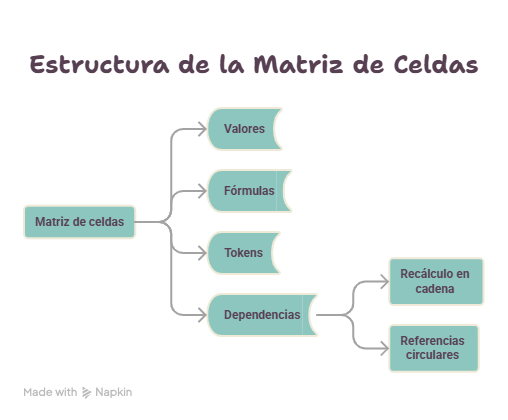 Estructura de la Matriz de Celdas
Valores
Fórmulas
Matriz de celdas
Tokens
Recálculo en
cadena
Dependencias
Referencias
circulares
Made with Napkin